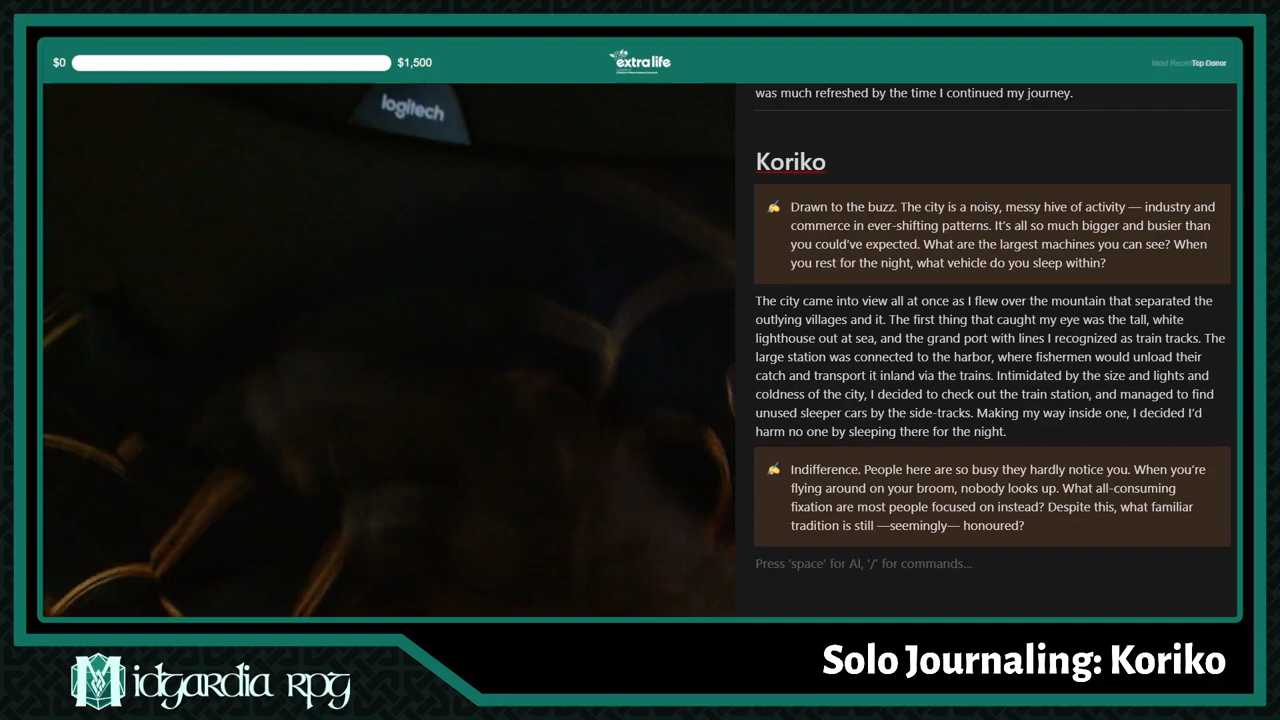 $0
$1,500
extralife
Top Donor
logitech
was much refreshed by the time I continued my journey.
Koriko
Drawn to the buzz. The city is a noisy, messy hive of activity — industry and
commerce in ever-shifting patterns. It's all so much bigger and busier than
you could've expected. What are the largest machines you can see? When
you rest for the night, what vehicle do you sleep within?
The city came into view all at once as I flew over the mountain that separated the
outlying villages and it. The first thing that caught my eye was the tall, white
lighthouse out at sea, and the grand port with lines I recognized as train tracks. The
large station was connected to the harbor, where fishermen would unload their
catch and transport it inland via the trains. Intimidated by the size and lights and
coldness of the city, I decided to check out the train station, and managed to find
unused sleeper cars by the side-tracks. Making my way inside one, I decided I'd
harm no one by sleeping there for the night.
Indifference. People here are so busy they hardly notice you. When you're
flying around on your broom, nobody looks up. What all-consuming
fixation are most people focused on instead? Despite this, what familiar
tradition is still —seemingly— honoured?
Press 'space' for AI, '/' for commands...
Midgardia RPG
Solo Journaling: Koriko